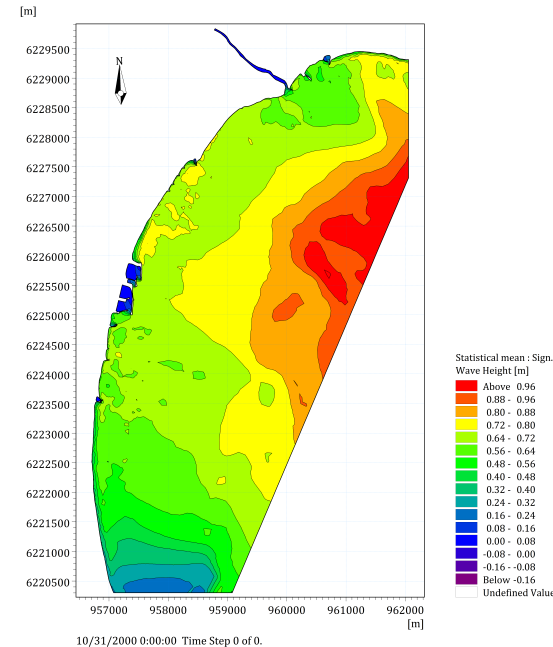 [m]
6229500
6229000
6228500
6228000
6227500
6227000
6226500
6226000
6225500
6225000
6224500
6224000
6223500
6223000
6222500
6222000
6221500
6221000
6220500
N
957000 958000 959000 960000 961000 962000
[m]
10/31/2000 0:00:00 Time Step 0 of 0.
Statistical mean : Sign.
Wave Height [m]
Above 0.96
0.88 - 0.96
0.80 - 0.88
0.72 - 0.80
0.64 - 0.72
0.56 - 0.64
0.48 - 0.56
0.40 - 0.48
0.32 - 0.40
0.24 - 0.32
0.16 - 0.24
0.08 - 0.16
0.00 - 0.08
-0.08 - 0.00
-0.16 - -0.08
Below -0.16
Undefined Value